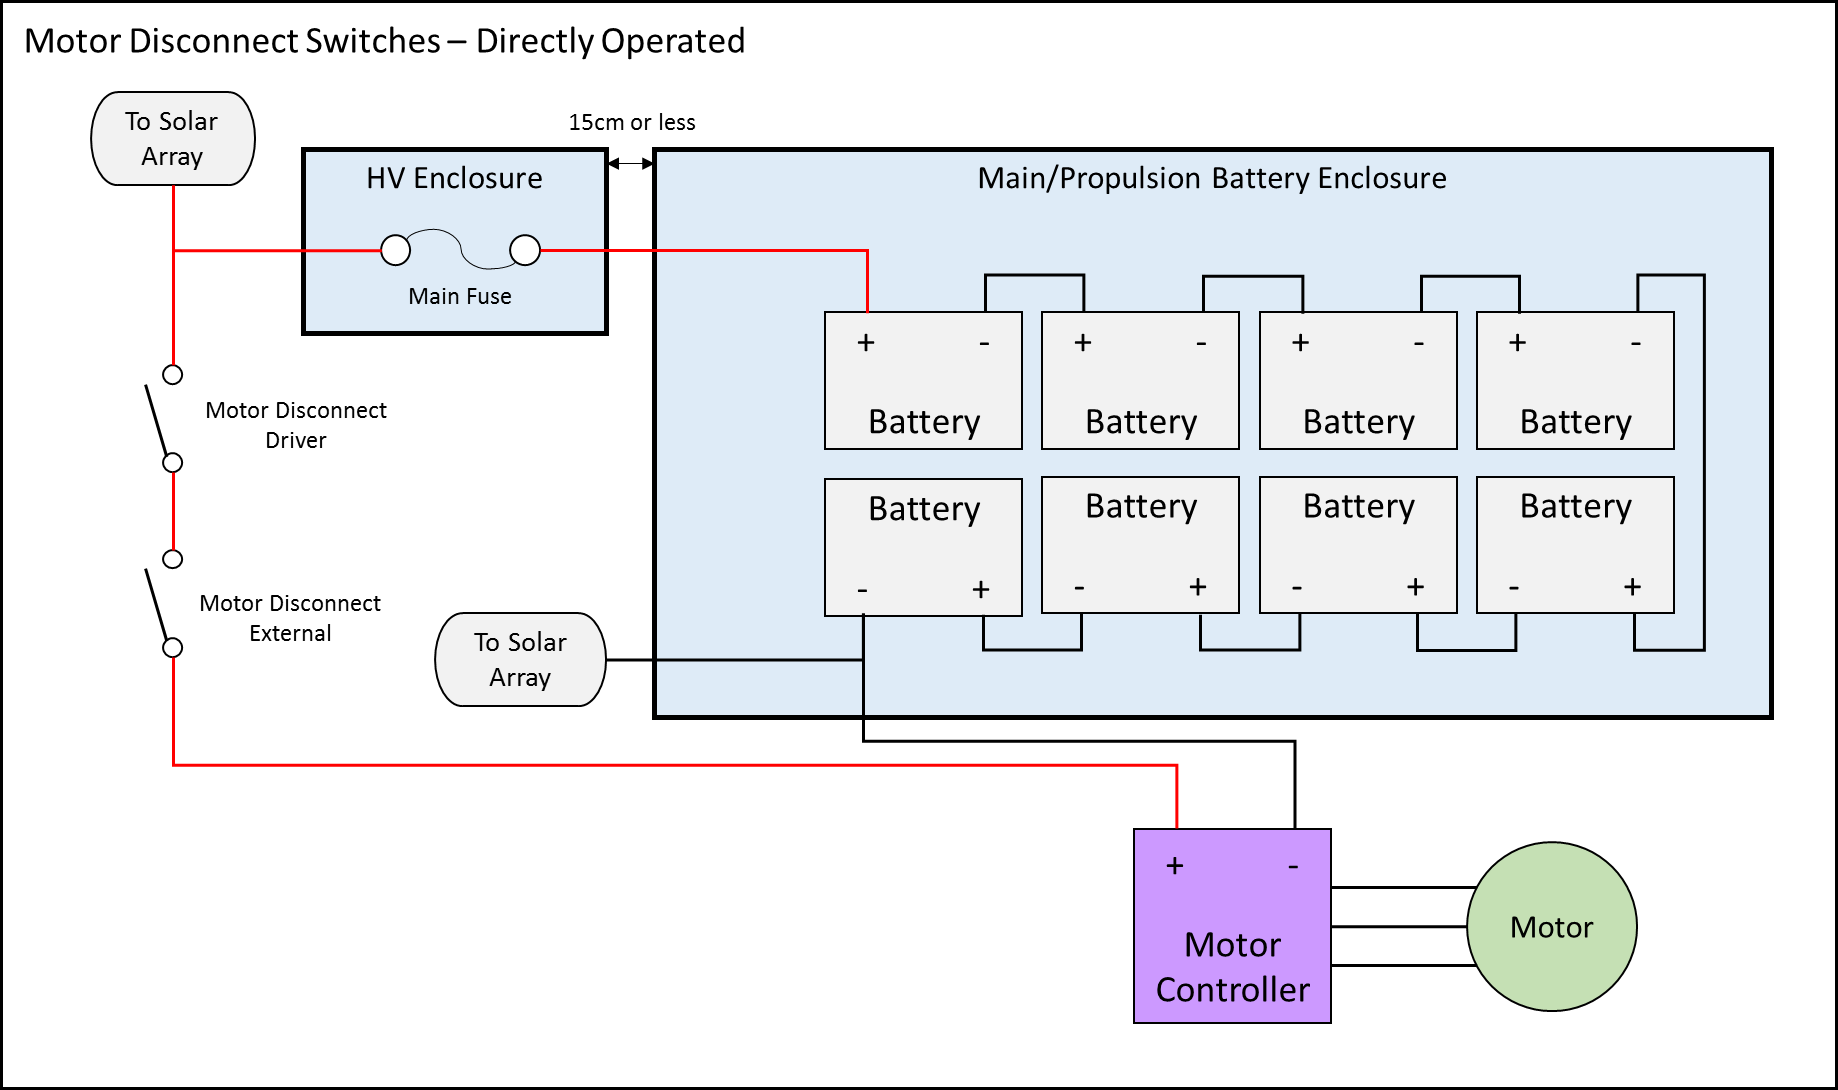 Motor Disconnect Switches – Directly Operated
To Solar
Array
15cm or less
HV Enclosure
Main Fuse
Main/Propulsion Battery Enclosure
+ - + - + - + -
Battery Battery Battery Battery
Motor Disconnect
Driver
Battery Battery Battery Battery
- + - + - + - +
Motor Disconnect
External
To Solar
Array
+ -
Motor
Controller
Motor